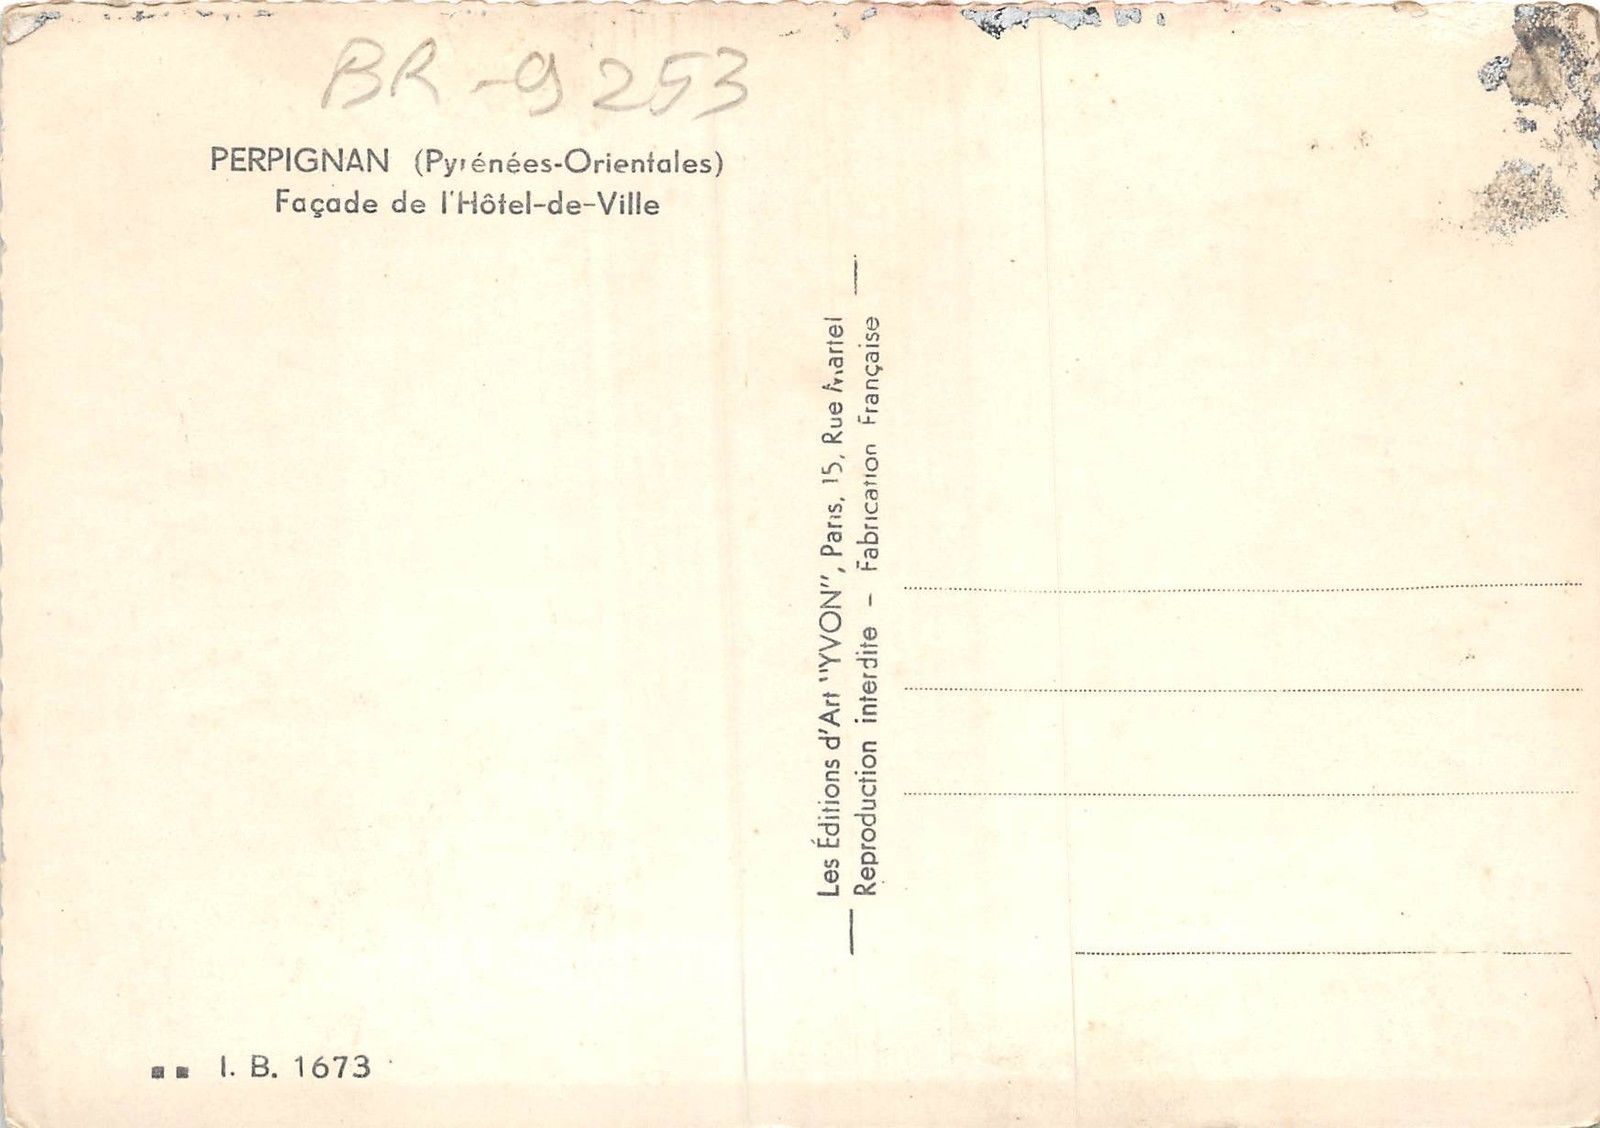 BR-9253
PERPIGNAN (Pyrénées-Orientales)
Façade de l'Hôtel-de-Ville
Les Éditions d'Art "YVON", Paris, 15, Rue Martel
Reproduction interdite - Fabrication Française
I. B. 1673